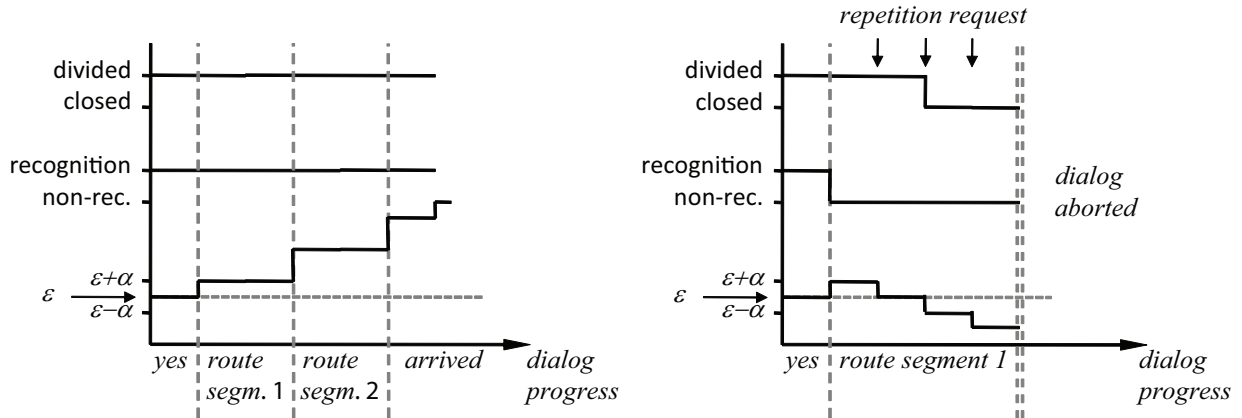 divided
closed
recognition
non-rec.
ε+α
ε
ε−α
yes
route
segm. 1
route
segm. 2
arrived
dialog
progress
repetition request
divided
closed
recognition
non-rec.
dialog
aborted
ε+α
ε
ε−α
yes
route segment 1
dialog
progress